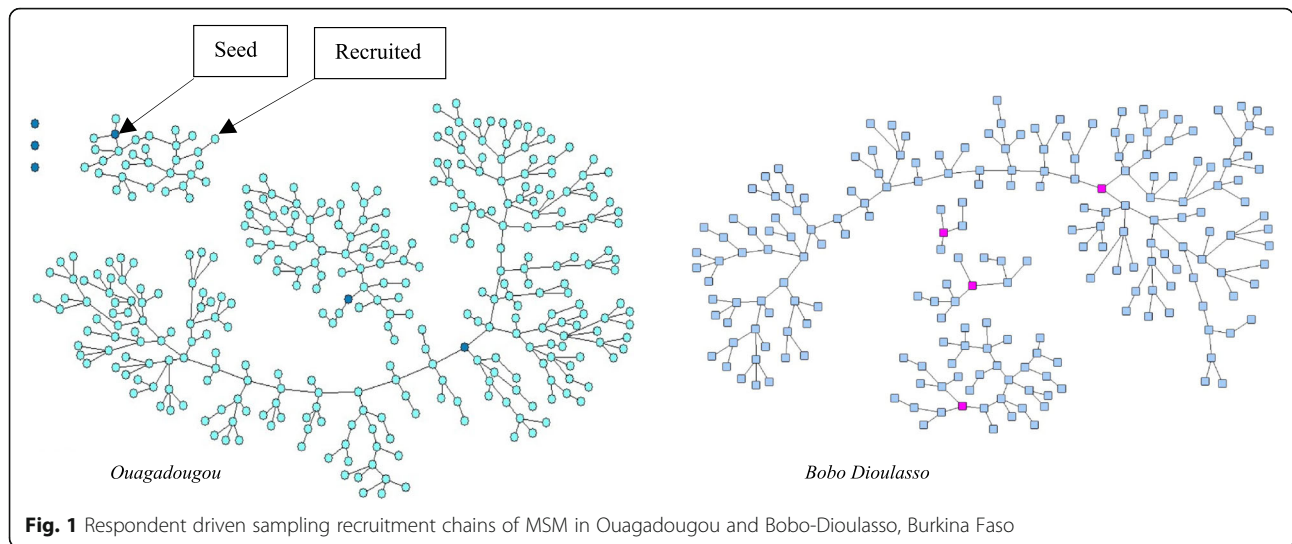 Seed
Recruited
Ouagadougou
Bobo Dioulasso
Fig. 1 Respondent driven sampling recruitment chains of MSM in Ouagadougou and Bobo-Dioulasso, Burkina Faso